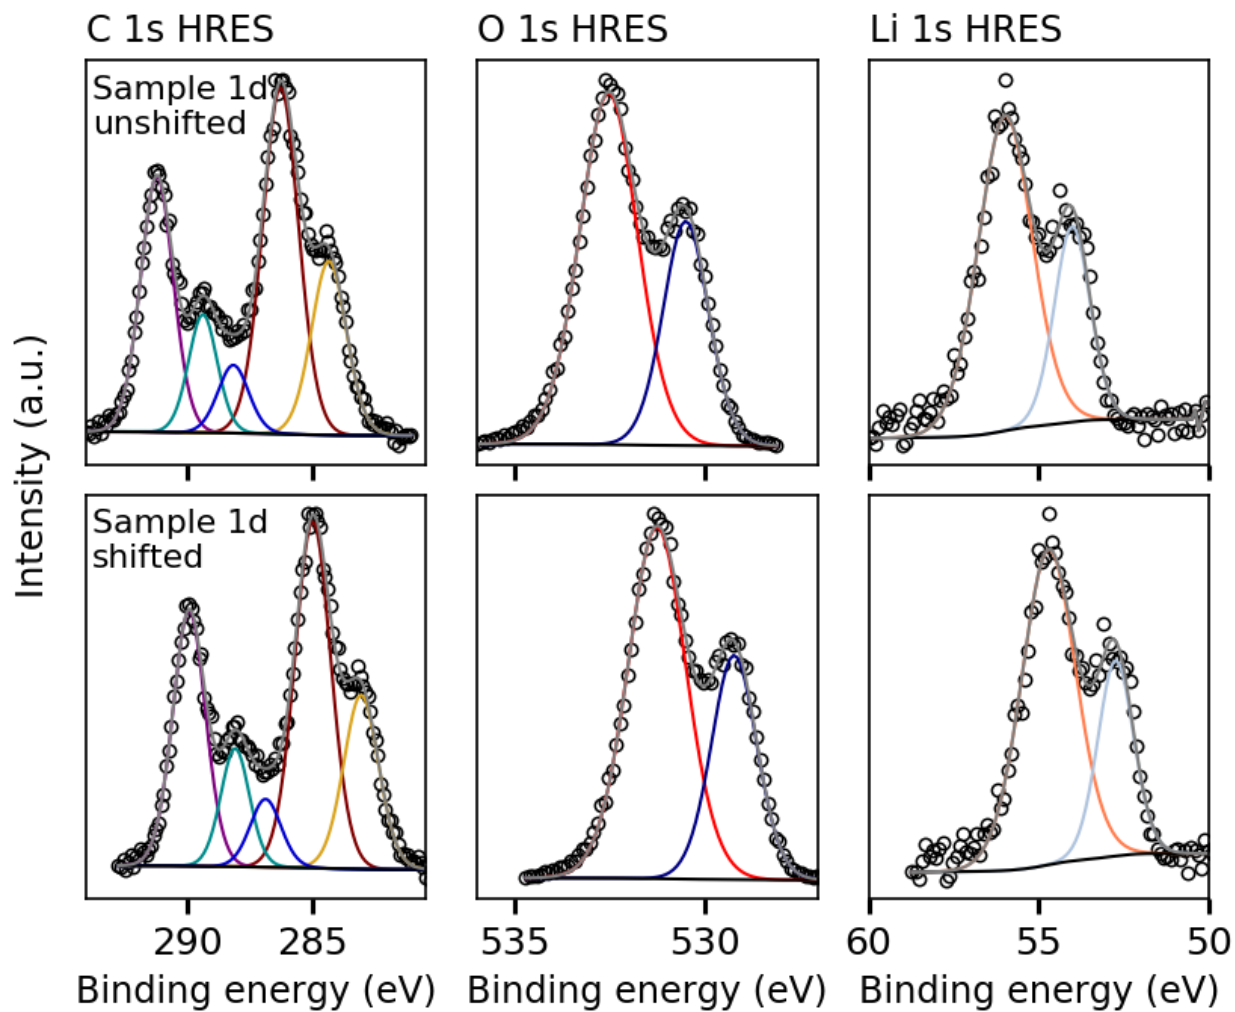 C 1s HRES
O 1s HRES
Li 1s HRES
Sample 1d
unshifted
Sample 1d
shifted
Intensity (a.u.)
290
285
535
530
60
55
50
Binding energy (eV)
Binding energy (eV)
Binding energy (eV)